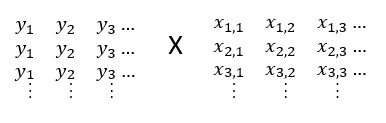 y₁ y₂ y₃ … X x₁,₁ x₁,₂ x₁,₃ …
y₁ y₂ y₃ … x₂,₁ x₂,₂ x₂,₃ …
y₁ y₂ y₃ … x₃,₁ x₃,₂ x₃,₃ …
⋮ ⋮ ⋮ ⋮ ⋮ ⋮